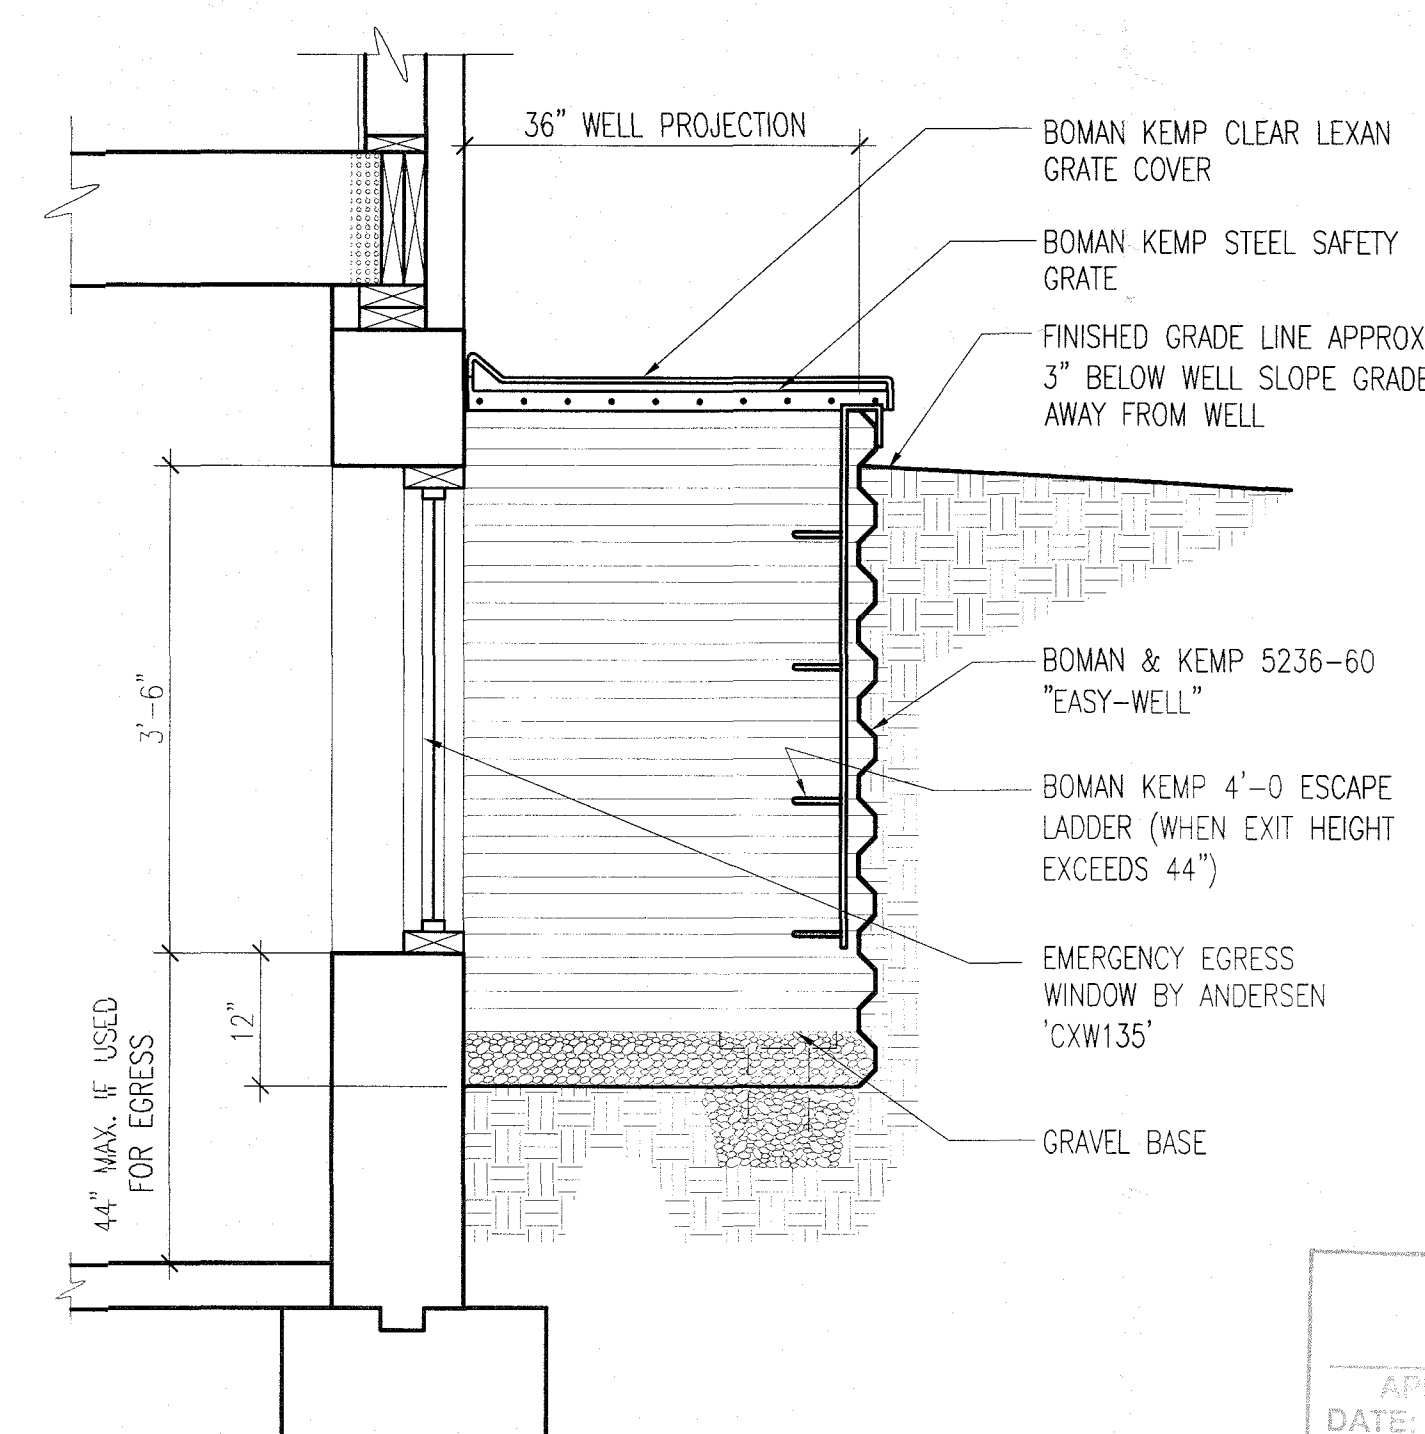 36" WELL PROJECTION
BOMAN KEMP CLEAR LEXAN
GRATE COVER
BOMAN KEMP STEEL SAFETY
GRATE
FINISHED GRADE LINE APPROX
3" BELOW WELL SLOPE GRADE
AWAY FROM WELL
BOMAN & KEMP 5236-60
"EASY-WELL"
BOMAN KEMP 4'-0 ESCAPE
LADDER (WHEN EXIT HEIGHT
EXCEEDS 44")
EMERGENCY EGRESS
WINDOW BY ANDERSEN
'CXW135'
GRAVEL BASE
3'-6"
12"
44" MAX. IF USED
FOR EGRESS
DATE: